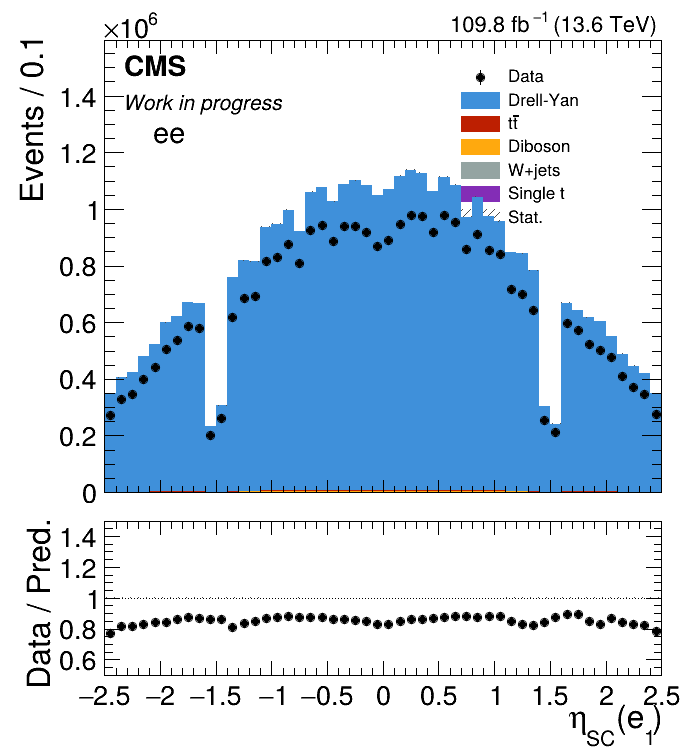 ×10⁶
109.8 fb⁻¹ (13.6 TeV)
CMS
Work in progress
ee
Data
Drell-Yan
tt̅
Diboson
W+jets
Single t
Stat.
Events / 0.1
1.4
1.2
1
0.8
0.6
0.4
0.2
0
Data / Pred.
1.4
1.2
1
0.8
0.6
−2.5 −2 −1.5 −1 −0.5 0 0.5 1 1.5 2 2.5
η_SC(e₁)